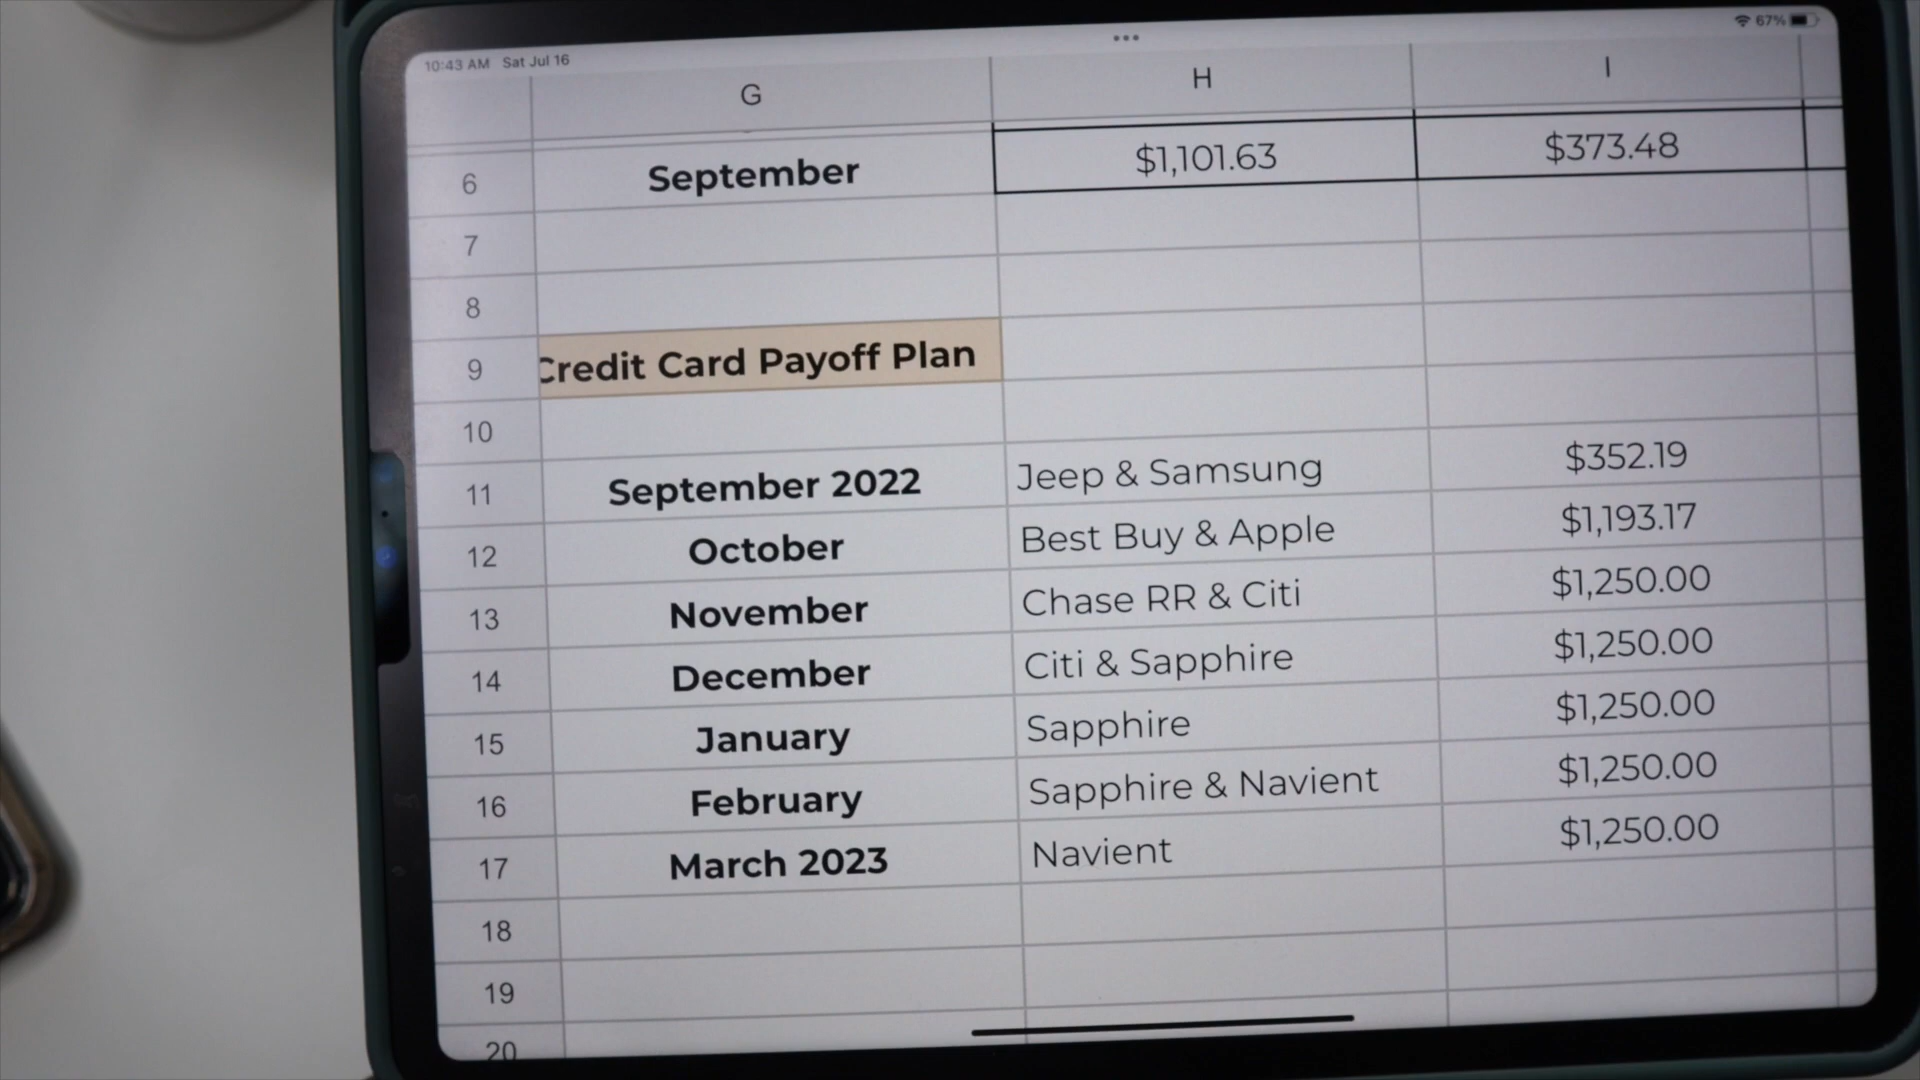 10:43 AM Sat Jul 16 67%
G H I
6 September $1,101.63 $373.48
7
8
9 Credit Card Payoff Plan
10
11 September 2022 Jeep & Samsung $352.19
12 October Best Buy & Apple $1,193.17
13 November Chase RR & Citi $1,250.00
14 December Citi & Sapphire $1,250.00
15 January Sapphire $1,250.00
16 February Sapphire & Navient $1,250.00
17 March 2023 Navient $1,250.00
18
19
20